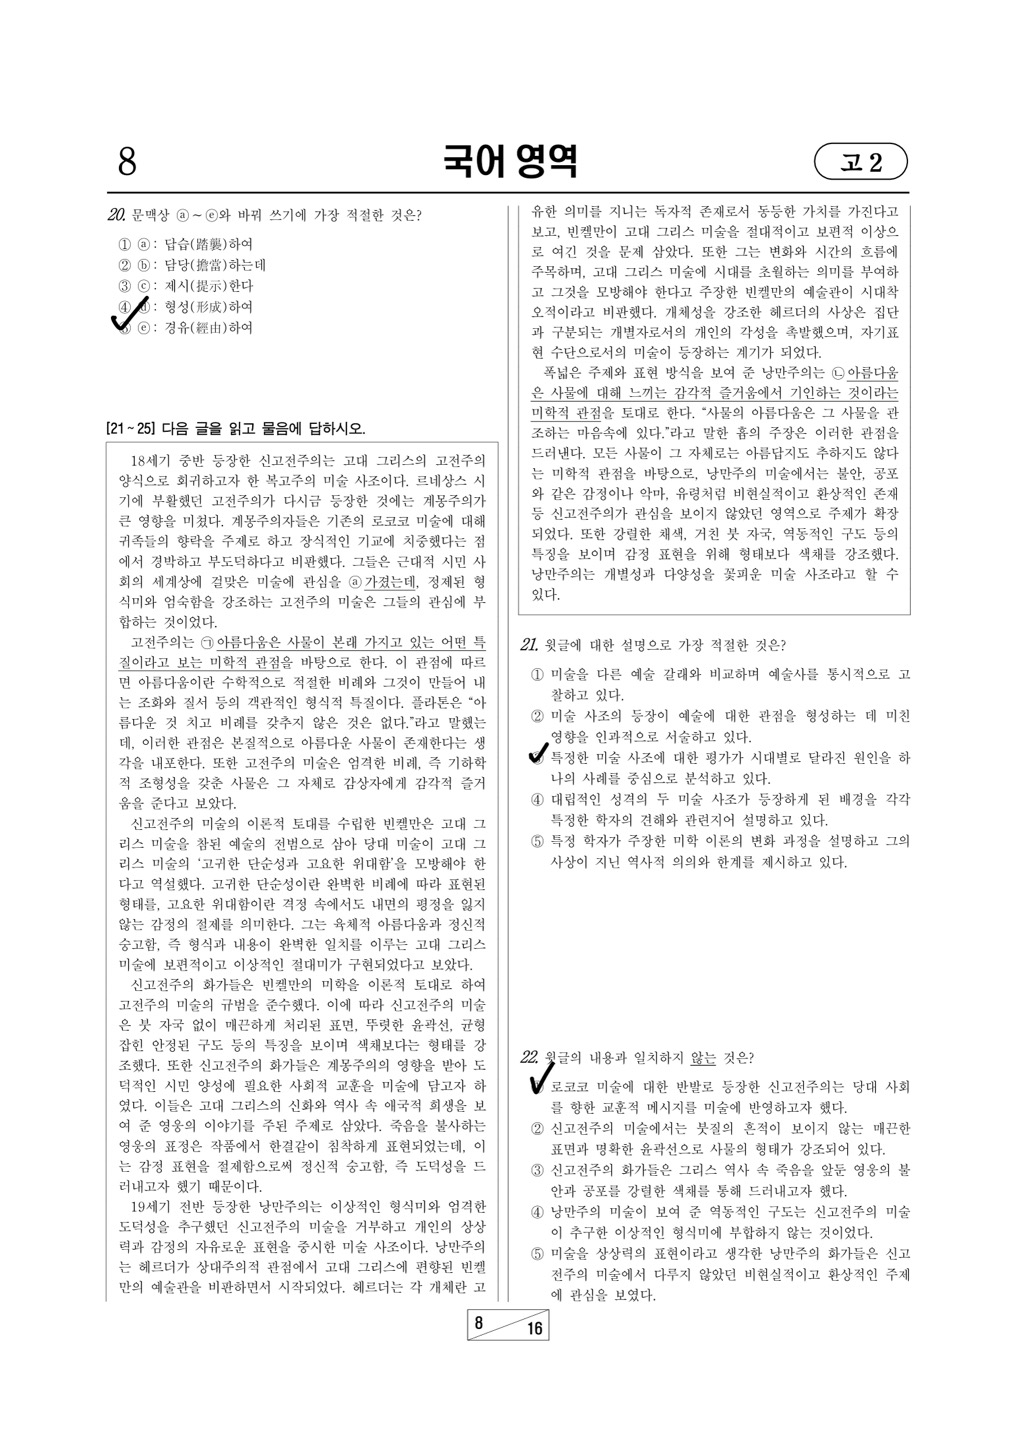 8
국어 영역
고 2
20. 문맥상 ⓐ~ⓔ와 바꿔 쓰기에 가장 적절한 것은?
① ⓐ: 답습(踏襲)하여
② ⓑ: 담당(擔當)하는데
③ ⓒ: 제시(提示)한다
④ ⓓ: 형성(形成)하여
⑤ ⓔ: 경유(經由)하여
[21~25] 다음 글을 읽고 물음에 답하시오.
18세기 중반 등장한 신고전주의는 고대 그리스의 고전주의
양식으로 회귀하고자 한 복고주의 미술 사조이다. 르네상스 시
기에 부활했던 고전주의가 다시금 등장한 것에는 계몽주의가
큰 영향을 미쳤다. 계몽주의자들은 기존의 로코코 미술에 대해
귀족들의 향락을 주제로 하고 장식적인 기교에 치중했다는 점
에서 경박하고 부도덕하다고 비판했다. 그들은 근대적 시민 사
회의 세계상에 걸맞은 미술에 관심을 ⓐ가졌는데, 정제된 형
식미와 엄숙함을 강조하는 고전주의 미술은 그들의 관심에 부
합하는 것이었다.
고전주의는 ㉠아름다움은 사물이 본래 가지고 있는 어떤 특
질이라고 보는 미학적 관점을 바탕으로 한다. 이 관점에 따르
면 아름다움이란 수학적으로 적절한 비례와 그것이 만들어 내
는 조화와 질서 등의 객관적인 형식적 특질이다. 플라톤은 “아
름다운 것 치고 비례를 갖추지 않은 것은 없다.”라고 말했는
데, 이러한 관점은 본질적으로 아름다운 사물이 존재한다는 생
각을 내포한다. 또한 고전주의 미술은 엄격한 비례, 즉 기하학
적 조형성을 갖춘 사물은 그 자체로 감상자에게 감각적 즐거
움을 준다고 보았다.
신고전주의 미술의 이론적 토대를 수립한 빈켈만은 고대 그
리스 미술을 참된 예술의 전범으로 삼아 당대 미술이 고대 그
리스 미술의 ‘고귀한 단순성과 고요한 위대함’을 모방해야 한
다고 역설했다. 고귀한 단순성이란 완벽한 비례에 따라 표현된
형태를, 고요한 위대함이란 격정 속에서도 내면의 평정을 잃지
않는 감정의 절제를 의미한다. 그는 육체적 아름다움과 정신적
숭고함, 즉 형식과 내용이 완벽한 일치를 이루는 고대 그리스
미술에 보편적이고 이상적인 절대미가 구현되었다고 보았다.
신고전주의 화가들은 빈켈만의 미학을 이론적 토대로 하여
고전주의 미술의 규범을 준수했다. 이에 따라 신고전주의 미술
은 붓 자국 없이 매끈하게 처리된 표면, 뚜렷한 윤곽선, 균형
잡힌 안정된 구도 등의 특징을 보이며 색채보다는 형태를 강
조했다. 또한 신고전주의 화가들은 계몽주의의 영향을 받아 도
덕적인 시민 양성에 필요한 사회적 교훈을 미술에 담고자 하
였다. 이들은 고대 그리스의 신화와 역사 속 애국적 희생을 보
여 준 영웅의 이야기를 주된 주제로 삼았다. 죽음을 불사하는
영웅의 표정은 작품에서 한결같이 침착하게 표현되었는데, 이
는 감정 표현을 절제함으로써 정신적 숭고함, 즉 도덕성을 드
러내고자 했기 때문이다.
19세기 전반 등장한 낭만주의는 이상적인 형식미와 엄격한
도덕성을 추구했던 신고전주의 미술을 거부하고 개인의 상상
력과 감정의 자유로운 표현을 중시한 미술 사조이다. 낭만주의
는 헤르더가 상대주의적 관점에서 고대 그리스에 편향된 빈켈
만의 예술관을 비판하면서 시작되었다. 헤르더는 각 개체란 고
유한 의미를 지니는 독자적 존재로서 동등한 가치를 가진다고
보고, 빈켈만이 고대 그리스 미술을 절대적이고 보편적 이상으
로 여긴 것을 문제 삼았다. 또한 그는 변화와 시간의 흐름에
주목하며, 고대 그리스 미술에 시대를 초월하는 의미를 부여하
고 그것을 모방해야 한다고 주장한 빈켈만의 예술관이 시대착
오적이라고 비판했다. 개체성을 강조한 헤르더의 사상은 집단
과 구분되는 개별자로서의 개인의 각성을 촉발했으며, 자기표
현 수단으로서의 미술이 등장하는 계기가 되었다.
폭넓은 주제와 표현 방식을 보여 준 낭만주의는 ㉡아름다움
은 사물에 대해 느끼는 감각적 즐거움에서 기인하는 것이라는
미학적 관점을 토대로 한다. “사물의 아름다움은 그 사물을 관
조하는 마음속에 있다.”라고 말한 흄의 주장은 이러한 관점을
드러낸다. 모든 사물이 그 자체로는 아름답지도 추하지도 않다
는 미학적 관점을 바탕으로, 낭만주의 미술에서는 불안, 공포
와 같은 감정이나 악마, 유령처럼 비현실적이고 환상적인 존재
등 신고전주의가 관심을 보이지 않았던 영역으로 주제가 확장
되었다. 또한 강렬한 채색, 거친 붓 자국, 역동적인 구도 등의
특징을 보이며 감정 표현을 위해 형태보다 색채를 강조했다.
낭만주의는 개별성과 다양성을 꽃피운 미술 사조라고 할 수
있다.
21. 윗글에 대한 설명으로 가장 적절한 것은?
① 미술을 다른 예술 갈래와 비교하며 예술사를 통시적으로 고
찰하고 있다.
② 미술 사조의 등장이 예술에 대한 관점을 형성하는 데 미친
영향을 인과적으로 서술하고 있다.
③ 특정한 미술 사조에 대한 평가가 시대별로 달라진 원인을 하
나의 사례를 중심으로 분석하고 있다.
④ 대립적인 성격의 두 미술 사조가 등장하게 된 배경을 각각
특정한 학자의 견해와 관련지어 설명하고 있다.
⑤ 특정 학자가 주장한 미학 이론의 변화 과정을 설명하고 그의
사상이 지닌 역사적 의의와 한계를 제시하고 있다.
22. 윗글의 내용과 일치하지 않는 것은?
① 로코코 미술에 대한 반발로 등장한 신고전주의는 당대 사회
를 향한 교훈적 메시지를 미술에 반영하고자 했다.
② 신고전주의 미술에서는 붓질의 흔적이 보이지 않는 매끈한
표면과 명확한 윤곽선으로 사물의 형태가 강조되어 있다.
③ 신고전주의 화가들은 그리스 역사 속 죽음을 앞둔 영웅의 불
안과 공포를 강렬한 색채를 통해 드러내고자 했다.
④ 낭만주의 미술이 보여 준 역동적인 구도는 신고전주의 미술
이 추구한 이상적인 형식미에 부합하지 않는 것이었다.
⑤ 미술을 상상력의 표현이라고 생각한 낭만주의 화가들은 신고
전주의 미술에서 다루지 않았던 비현실적이고 환상적인 주제
에 관심을 보였다.
8
16